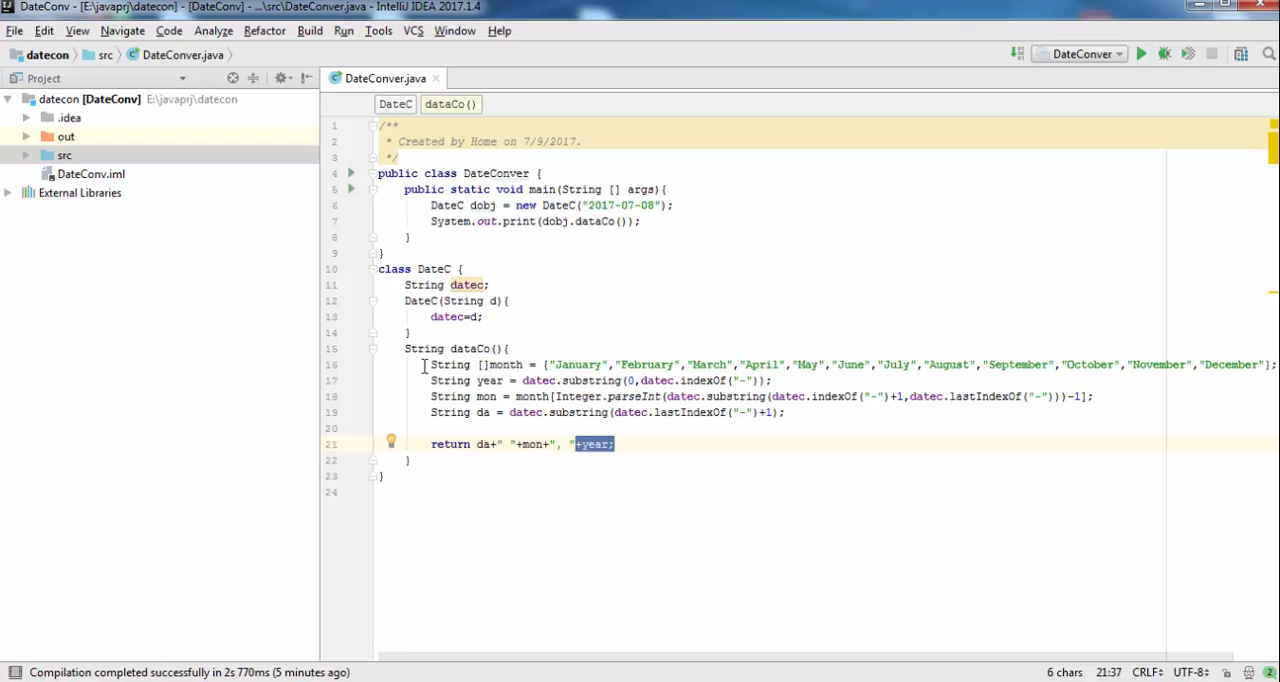 DateConv - [E:\javaprj\datecon] - [DateConv] - ...\src\DateConver.java - IntelliJ IDEA 2017.1.4
File Edit View Navigate Code Analyze Refactor Build Run Tools VCS Window Help
datecon src DateConver.java DateConver
Project DateConver.java
datecon [DateConv] E:\javaprj\datecon
.idea
out
src
DateConv.iml
External Libraries
DateC dataCo()
1 /**
2 * Created by Home on 7/9/2017.
3 */
4 public class DateConver {
5 public static void main(String [] args){
6 DateC dobj = new DateC("2017-07-08");
7 System.out.print(dobj.dataCo());
8 }
9 }
10 class DateC {
11 String datec;
12 DateC(String d){
13 datec=d;
14 }
15 String dataCo(){
16 String []month = {"January","February","March","April","May","June","July","August","September","October","November","December"};
17 String year = datec.substring(0,datec.indexOf("-"));
18 String mon = month[Integer.parseInt(datec.substring(datec.indexOf("-")+1,datec.lastIndexOf("-")))-1];
19 String da = datec.substring(datec.lastIndexOf("-")+1);
20
21 return da+" "+mon+", "+year;
22 }
23 }
24
Compilation completed successfully in 2s 770ms (5 minutes ago) 6 chars 21:37 CRLF UTF-8 2